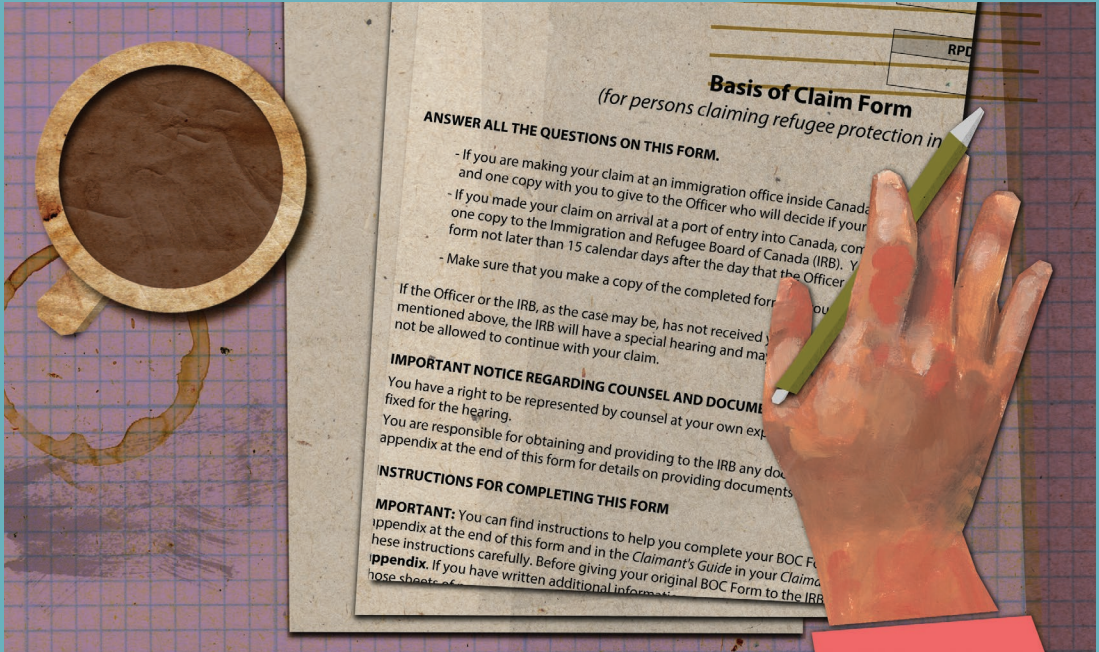 RPD
Basis of Claim Form
(for persons claiming refugee protection in
ANSWER ALL THE QUESTIONS ON THIS FORM.
- If you are making your claim at an immigration office inside Canada
and one copy with you to give to the Officer who will decide if your
- If you made your claim on arrival at a port of entry into Canada, com
one copy to the Immigration and Refugee Board of Canada (IRB). Y
form not later than 15 calendar days after the day that the Officer
- Make sure that you make a copy of the completed for
If the Officer or the IRB, as the case may be, has not received y
mentioned above, the IRB will have a special hearing and ma
not be allowed to continue with your claim.
IMPORTANT NOTICE REGARDING COUNSEL AND DOCUME
You have a right to be represented by counsel at your own exp
fixed for the hearing.
You are responsible for obtaining and providing to the IRB any doc
appendix at the end of this form for details on providing documents
INSTRUCTIONS FOR COMPLETING THIS FORM
MPORTANT: You can find instructions to help you complete your BOC F
appendix at the end of this form and in the Claimant's Guide in your Claima
hese instructions carefully. Before giving your original BOC Form to the IRB
ppendix. If you have written additional informati
hose sheets of